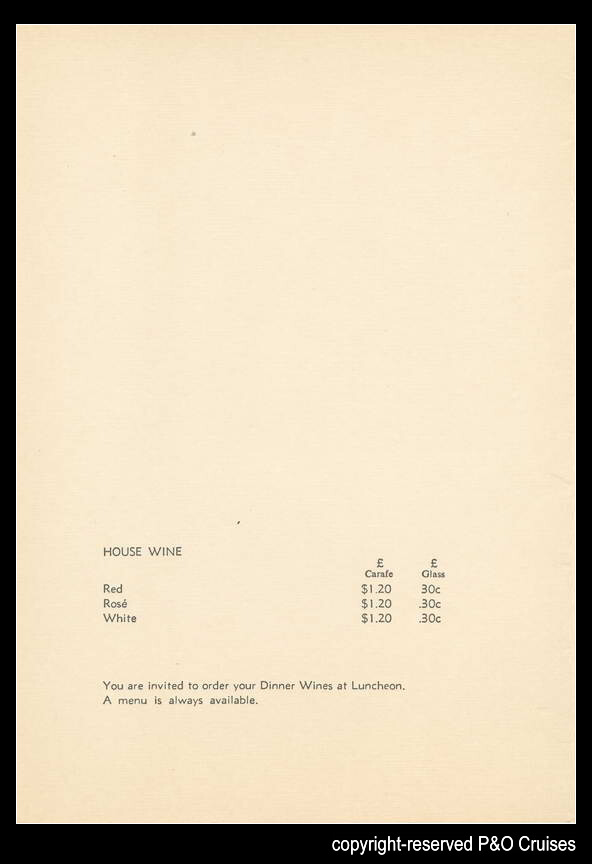 HOUSE WINE
£ £
Carafe Glass
Red $1.20 30c
Rosé $1.20 .30c
White $1.20 .30c
You are invited to order your Dinner Wines at Luncheon.
A menu is always available.
copyright-reserved P&O Cruises